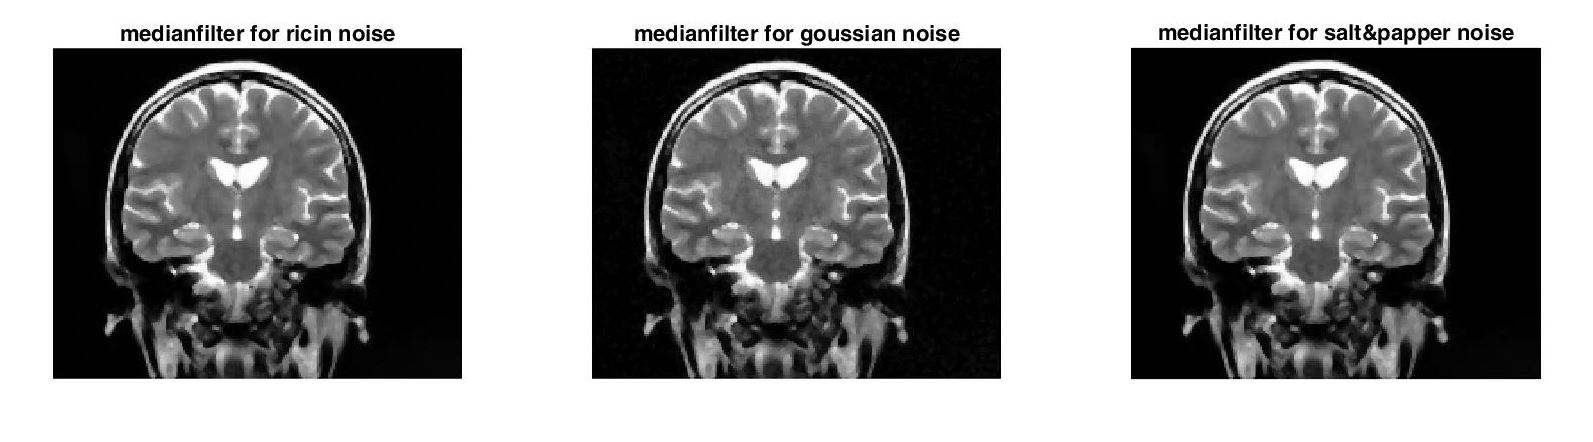 medianfilter for ricin noise
medianfilter for goussian noise
medianfilter for salt&papper noise